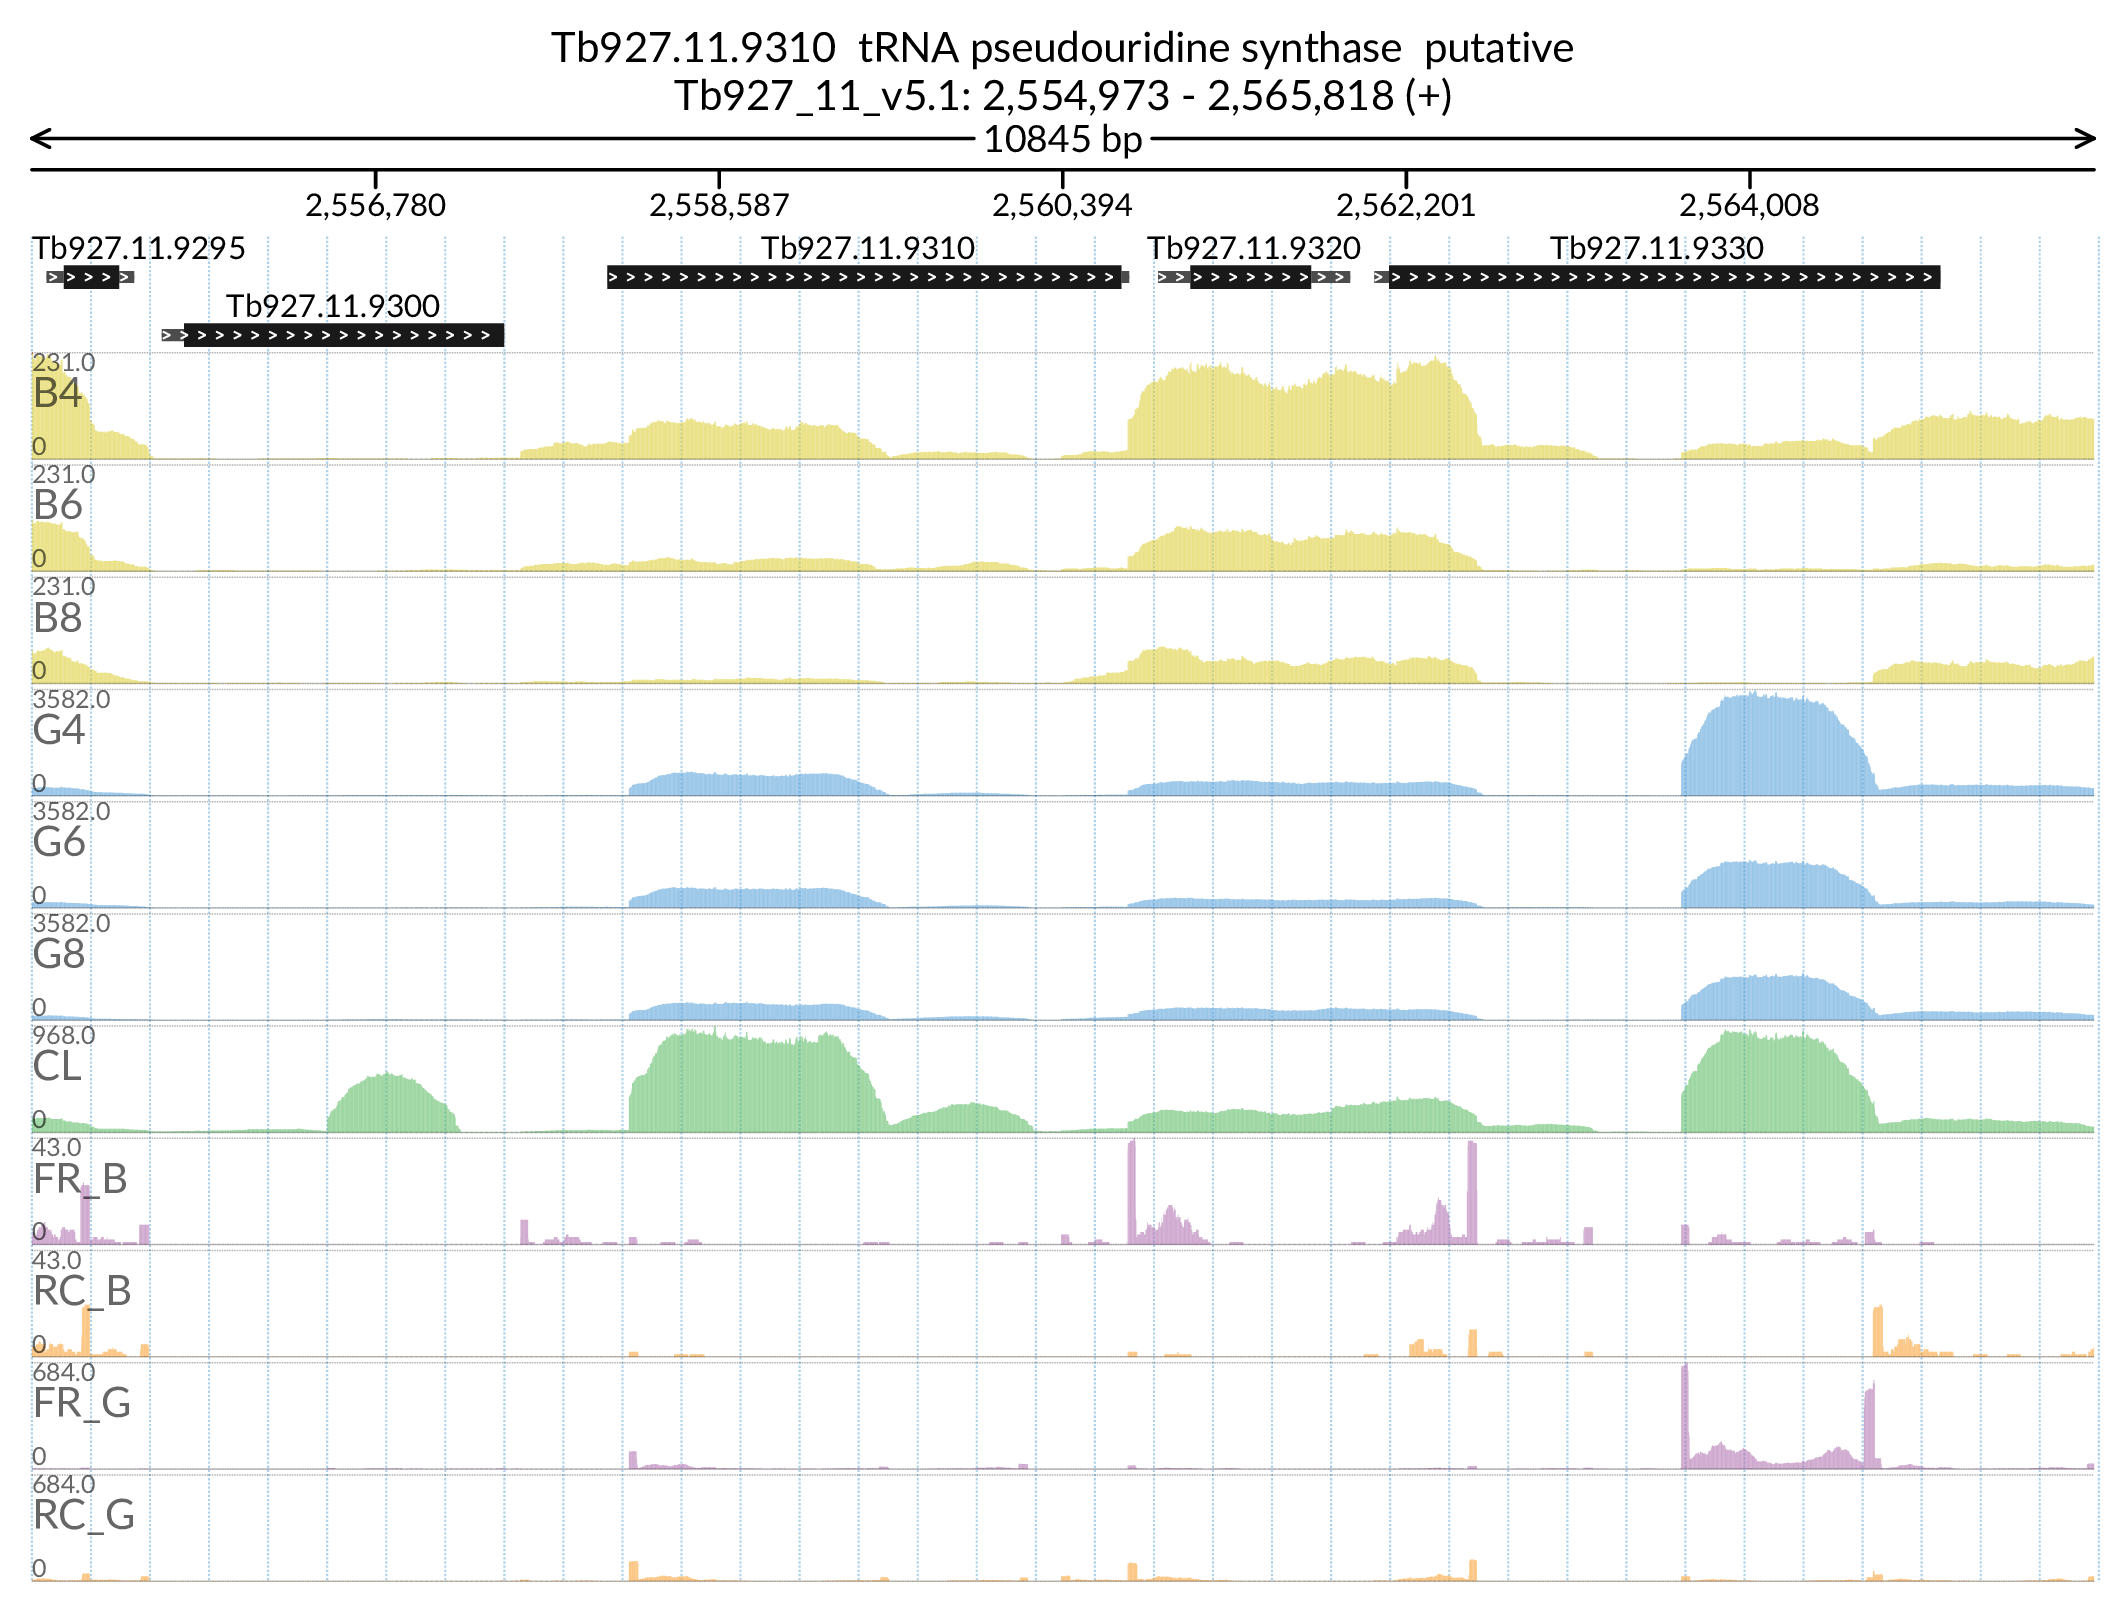 Tb927.11.9310 tRNA pseudouridine synthase putative
Tb927_11_v5.1: 2,554,973 - 2,565,818 (+)
10845 bp
2,556,780 2,558,587 2,560,394 2,562,201 2,564,008
Tb927.11.9295 Tb927.11.9310 Tb927.11.9320 Tb927.11.9330
Tb927.11.9300
231.0
B4
0
231.0
B6
0
231.0
B8
0
3582.0
G4
0
3582.0
G6
0
3582.0
G8
0
968.0
CL
0
43.0
FR_B
0
43.0
RC_B
0
684.0
FR_G
0
684.0
RC_G
0